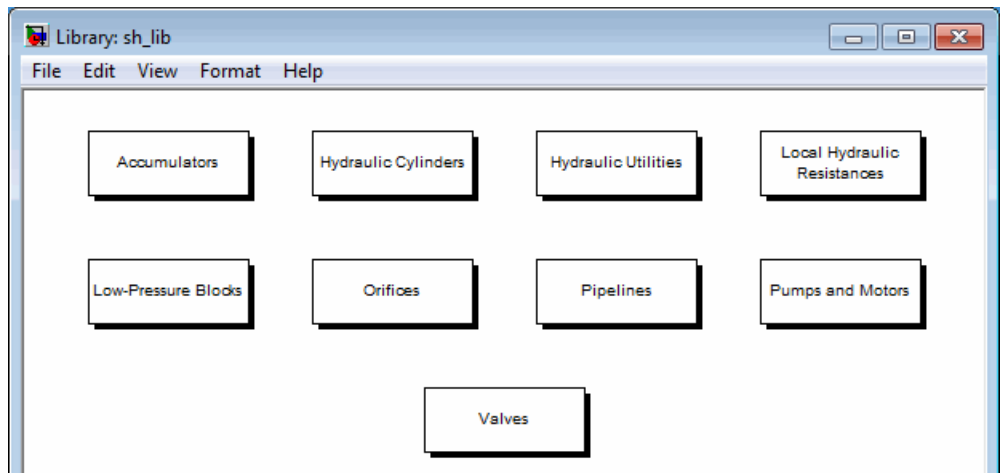 Library: sh_lib
File Edit View Format Help
Accumulators
Hydraulic Cylinders
Hydraulic Utilities
Local Hydraulic
Resistances
Low-Pressure Blocks
Orifices
Pipelines
Pumps and Motors
Valves